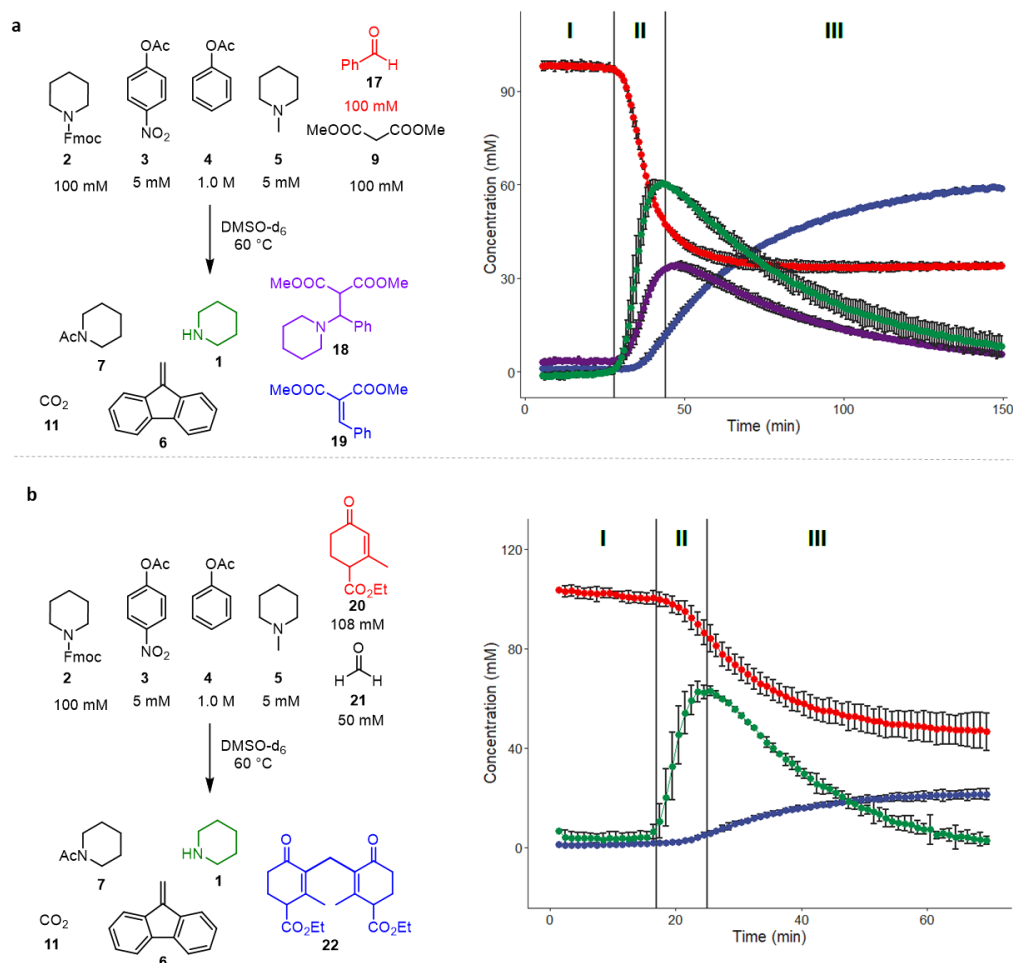 a
OAc
OAc
O
Ph
H
17
100 mM
MeOOC
COOMe
N
Fmoc
NO2
N
2
3
4
5
9
100 mM
5 mM
1.0 M
5 mM
100 mM
DMSO-d6
60 °C
MeOOC
COOMe
N
Ph
18
N
Ac
HN
7
1
MeOOC
COOMe
Ph
19
CO2
11
6
I
II
III
Concentration (mM)
90
60
30
0
0
50
100
150
Time (min)
b
O
CO2Et
20
108 mM
OAc
OAc
N
Fmoc
NO2
N
2
3
4
5
100 mM
5 mM
1.0 M
5 mM
O
H
H
21
50 mM
DMSO-d6
60 °C
N
Ac
HN
7
1
O
O
CO2Et
CO2Et
22
CO2
11
6
I
II
III
Concentration (mM)
120
80
40
0
0
20
40
60
Time (min)